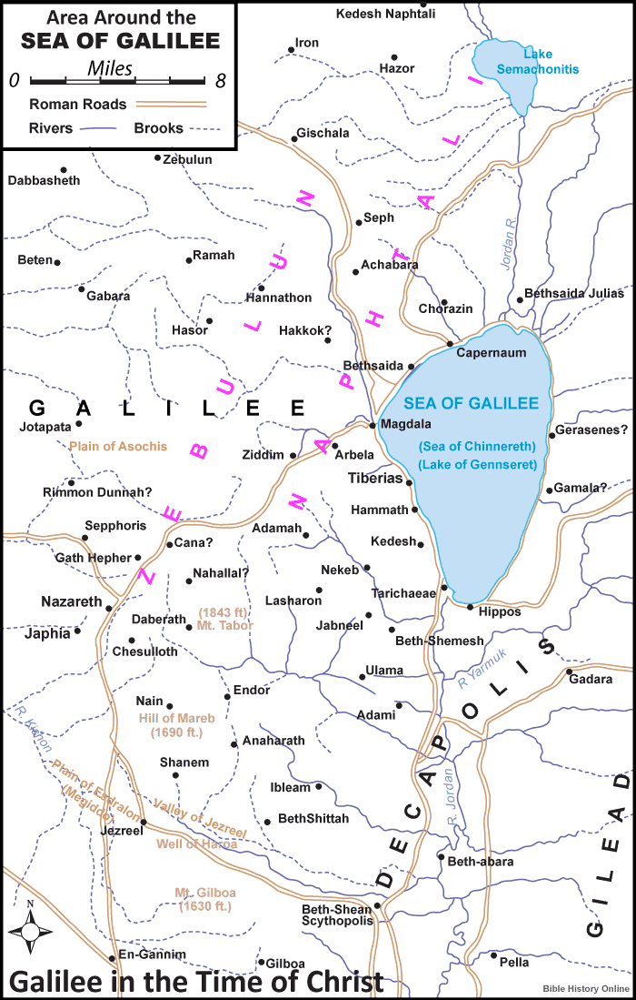 Area Around the
SEA OF GALILEE
Miles
0 8
Roman Roads
Rivers Brooks
Kedesh Naphtali
Iron
Hazor
Lake
Semachonitis
Gischala
Zebulun
Dabbasheth
Seph
Jordan R.
Beten
Ramah
Achabara
Gabara
Hannathon
Chorazin
Bethsaida Julias
Hasor
Hakkok?
Capernaum
Bethsaida
NAPHTALI
ZEBULUN
GALILEE
SEA OF GALILEE
(Sea of Chinnereth)
(Lake of Gennseret)
Jotapata
Magdala
Gerasenes?
Plain of Asochis
Ziddim
Arbela
Tiberias
Rimmon Dunnah?
Gamala?
Hammath
Sepphoris
Adamah
Cana?
Kedesh
Gath Hepher
Nahallal?
Nekeb
Nazareth
Lasharon
Tarichaeae
Hippos
Daberath
(1843 ft)
Mt. Tabor
Jabneel
Japhia
Beth-Shemesh
Chesulloth
R Yarmuk
Ulama
Gadara
Endor
Nain
Adami
Hill of Mareb
(1690 ft.)
R. Kishon
Anaharath
DECAPOLIS
Shanem
Plain of Esdralon
(Megiddo)
Ibleam
R. Jordan
GILEAD
Valley of Jezreel
BethShittah
Jezreel
Well of Haroa
Beth-abara
Mt. Gilboa
(1630 ft.)
Beth-Shean
Scythopolis
N
En-Gannim
Gilboa
Pella
Galilee in the Time of Christ
Bible History Online